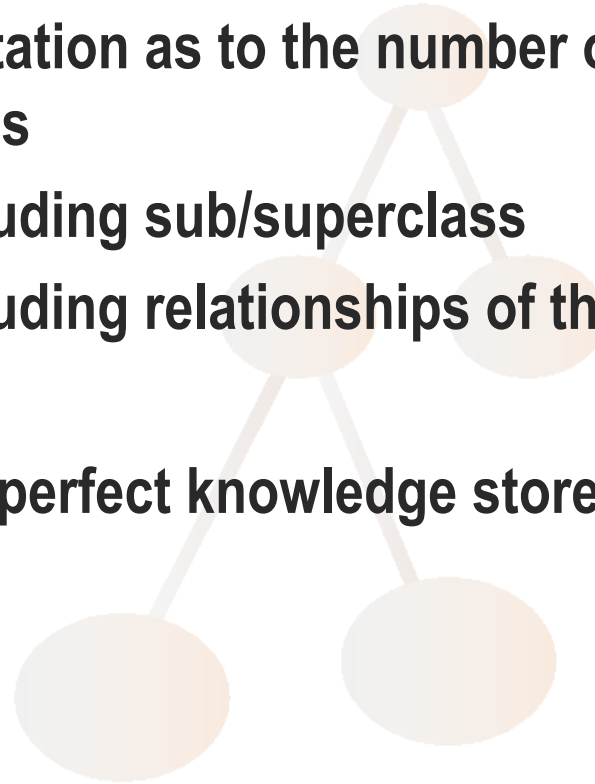 tation as to the number
s
uding sub/superclass
uding relationships of th
perfect knowledge store